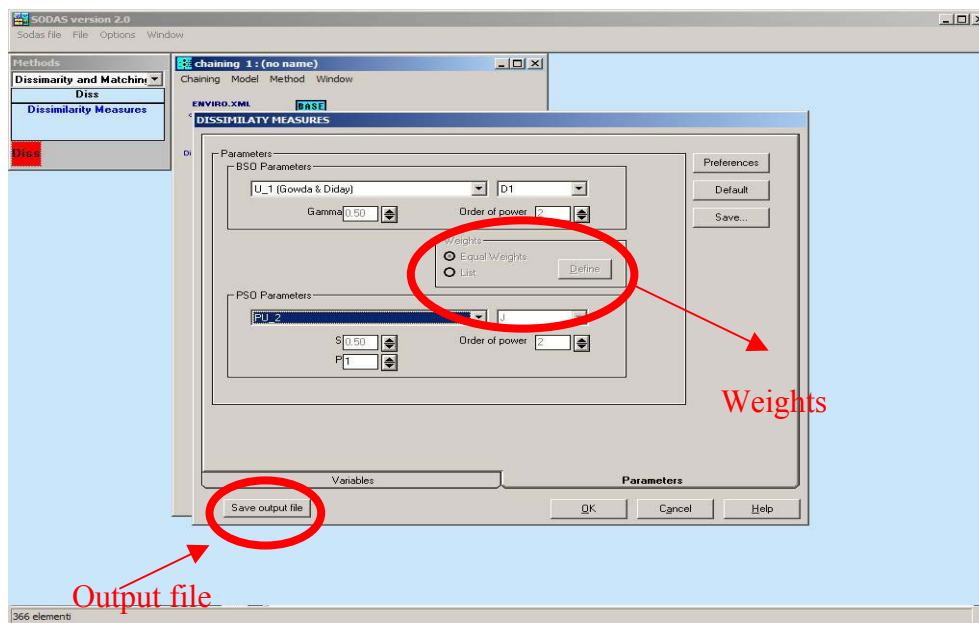 SODAS version 2.0
Sodas file File Options Window
Methods
Dissimarity and Matching
Diss
Dissimilarity Measures
Diss
chaining 1 : (no name)
Chaining Model Method Window
ENVIRO.XML
BASE
Di
DISSIMILATY MEASURES
Parameters
BSO Parameters
U_1 (Gowda & Diday) D1
Gamma 0.50 Order of power 2
Weights
Equal Weights
List
Define
PSO Parameters
PU_2 J
S 0.50 Order of power 2
P 1
Preferences
Default
Save...
Weights
Variables Parameters
Save output file OK Cancel Help
Output file
366 elementi